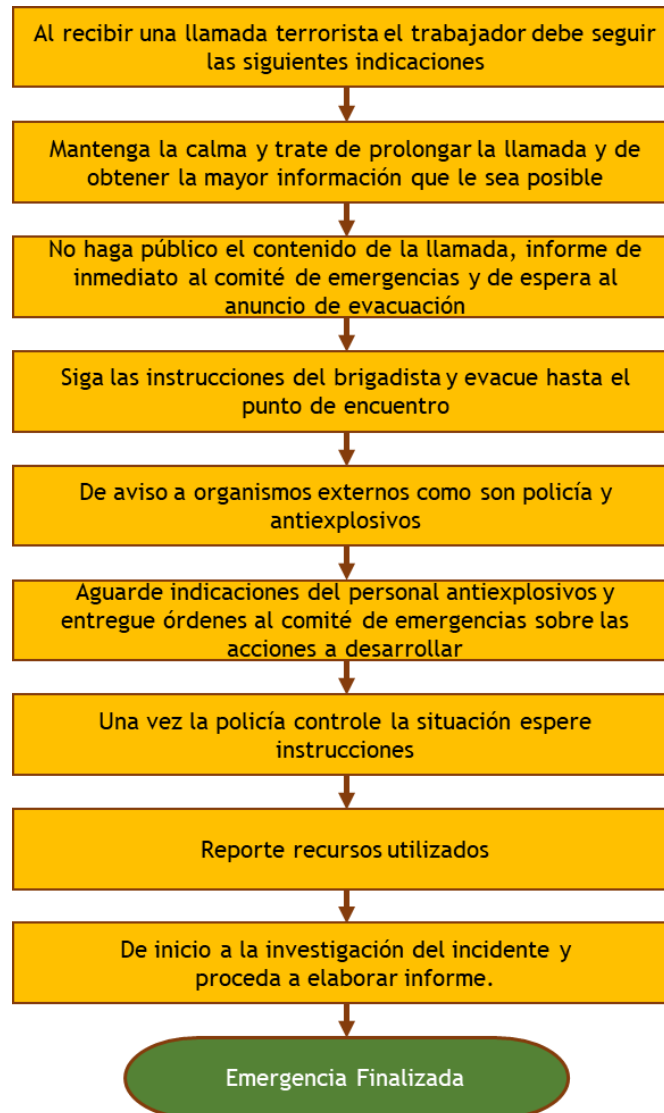 Al recibir una llamada terrorista el trabajador debe seguir
las siguientes indicaciones
Mantenga la calma y trate de prolongar la llamada y de
obtener la mayor información que le sea posible
No haga público el contenido de la llamada, informe de
inmediato al comité de emergencias y de espera al
anuncio de evacuación
Siga las instrucciones del brigadista y evacue hasta el
punto de encuentro
De aviso a organismos externos como son policía y
antiexplosivos
Aguarde indicaciones del personal antiexplosivos y
entregue órdenes al comité de emergencias sobre las
acciones a desarrollar
Una vez la policía controle la situación espere
instrucciones
Reporte recursos utilizados
De inicio a la investigación del incidente y
proceda a elaborar informe.
Emergencia Finalizada